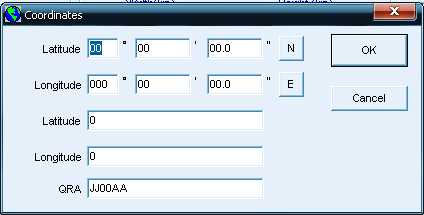 Coordinates
Latitude 00 ° 00 ' 00.0 " N
OK
Longitude 000 ° 00 ' 00.0 " E
Cancel
Latitude 0
Longitude 0
QRA JJ00AA